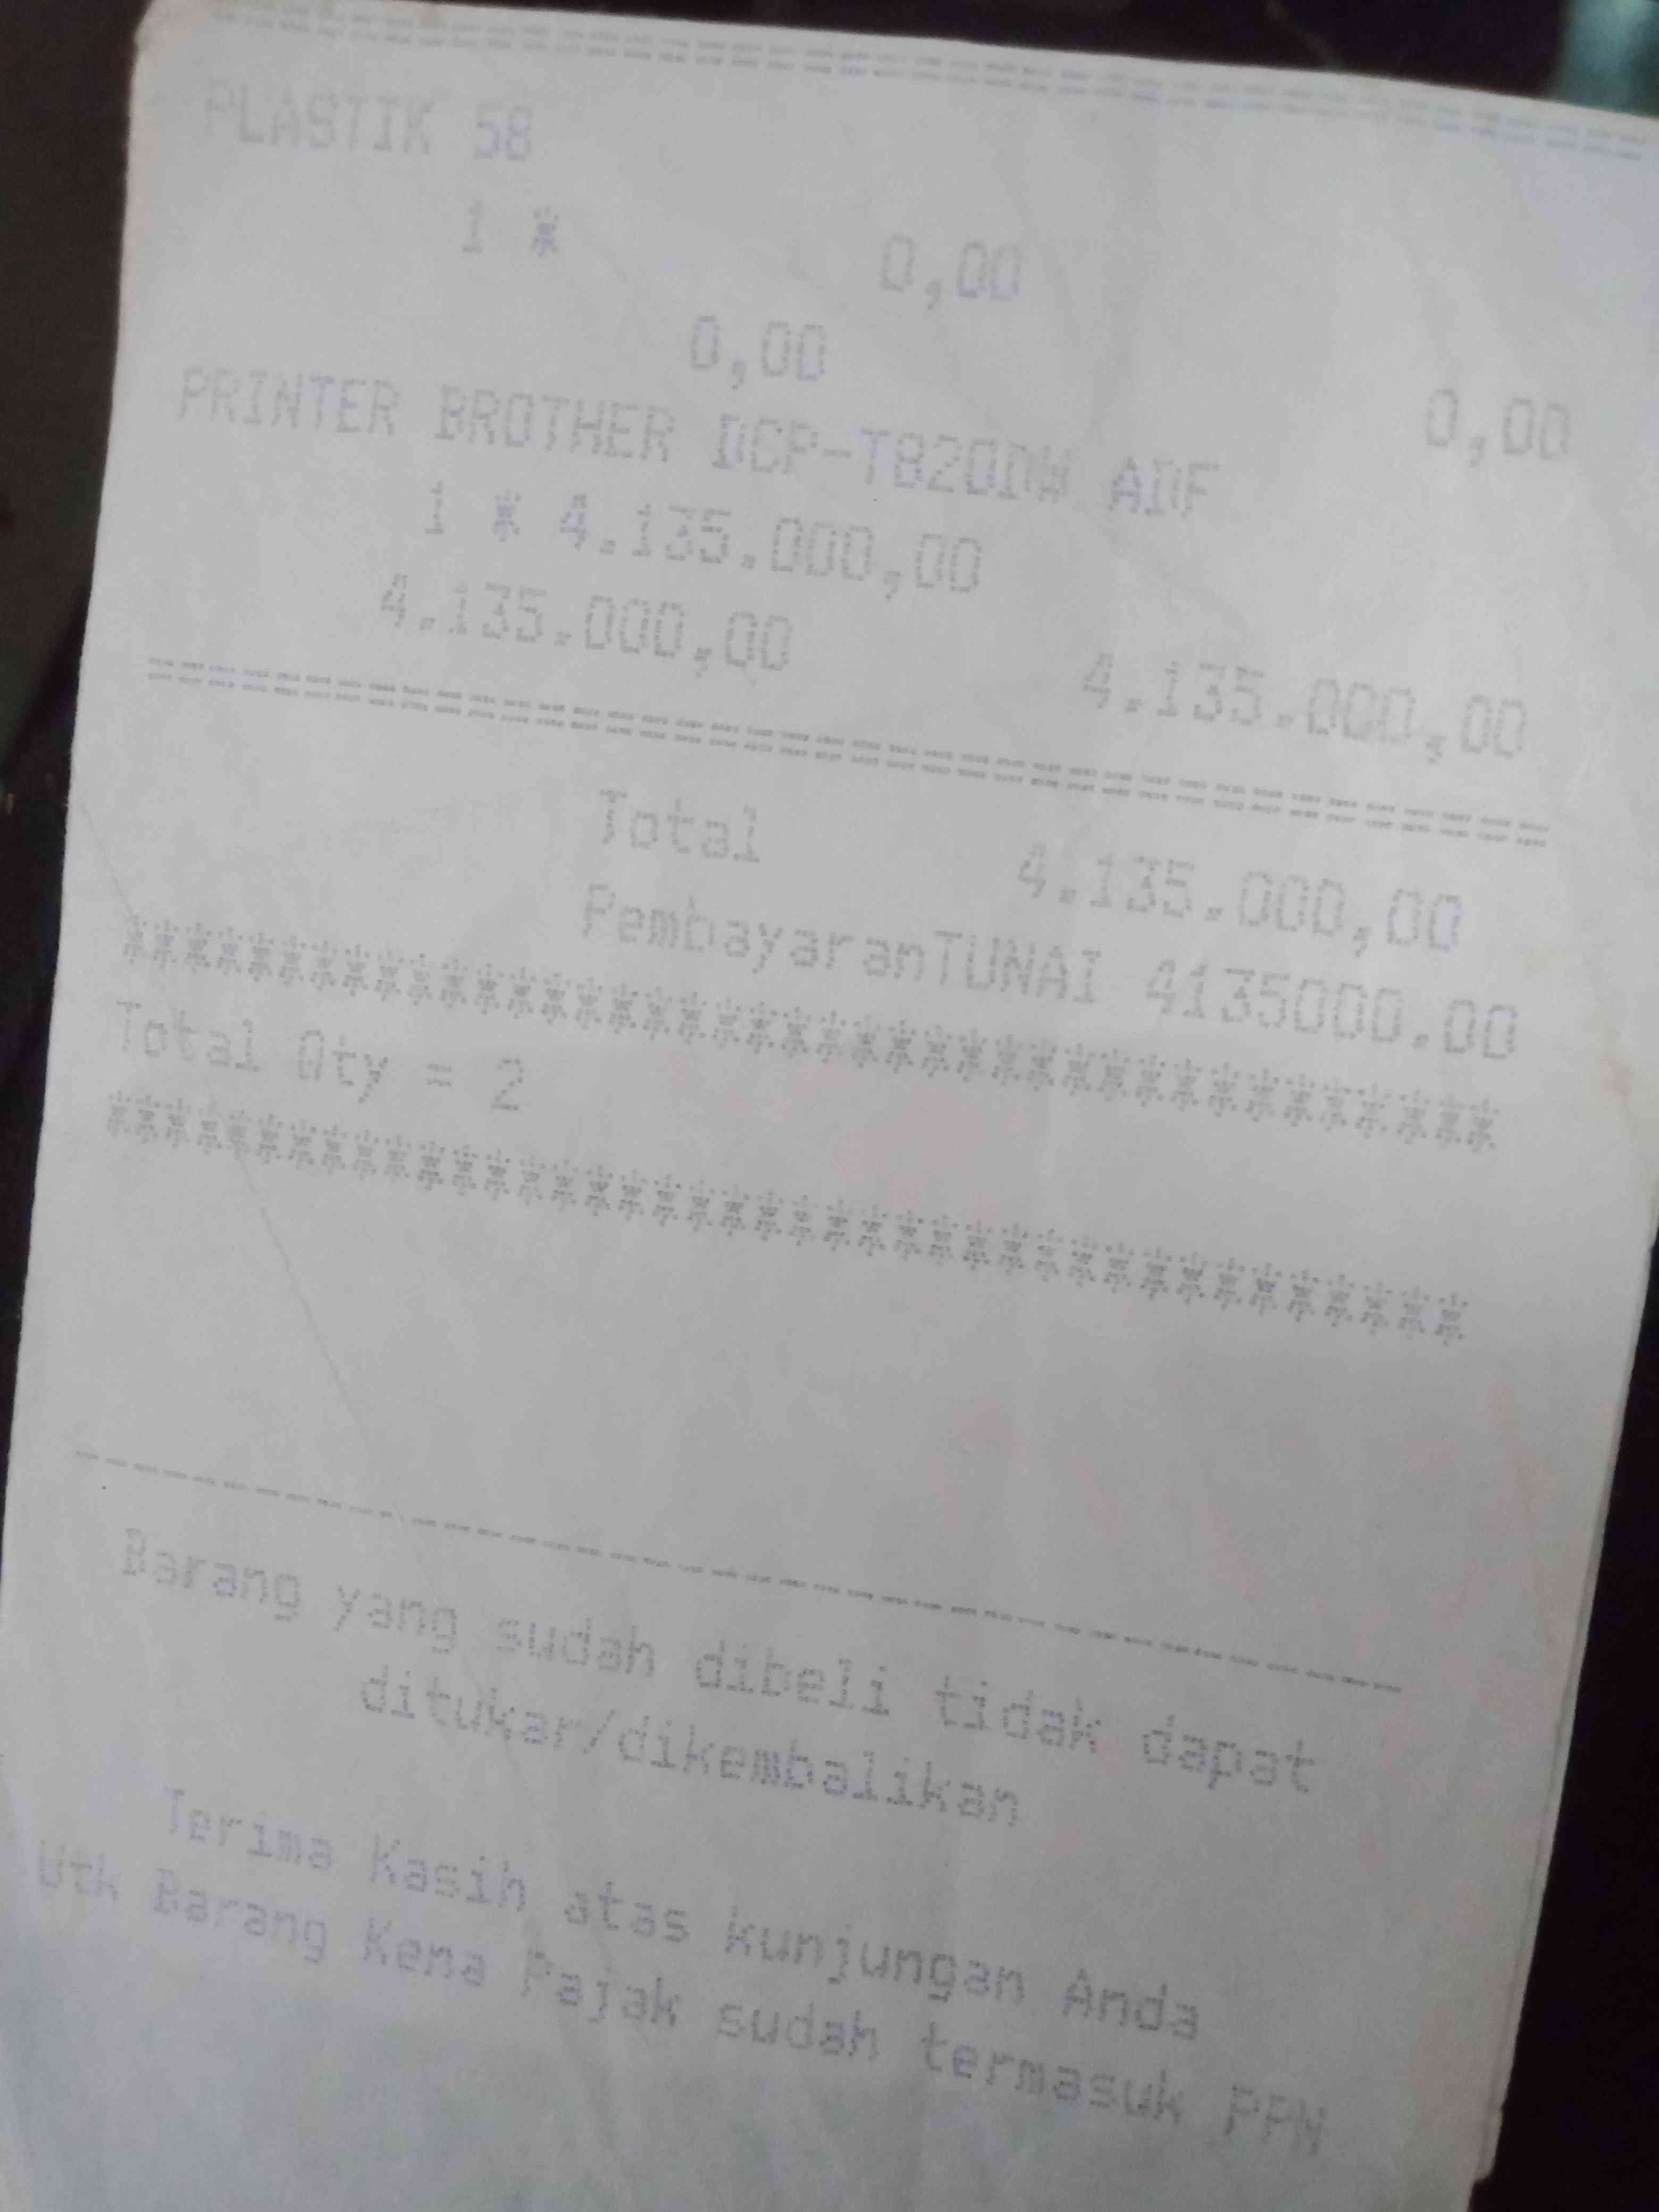 PLASTIK 58
1 * 0,00
0,00 0,00
PRINTER BROTHER DCP-T820DW ADF
1 * 4.135.000,00
4.135.000,00 4.135.000,00
Total 4.135.000,00
PembayaranTUNAI 4135000.00
****************************************
Total Qty = 2
****************************************
Barang yang sudah dibeli tidak dapat
ditukar/dikembalikan
Terima Kasih atas kunjungan Anda
Utk Barang Kena Pajak sudah termasuk PPN